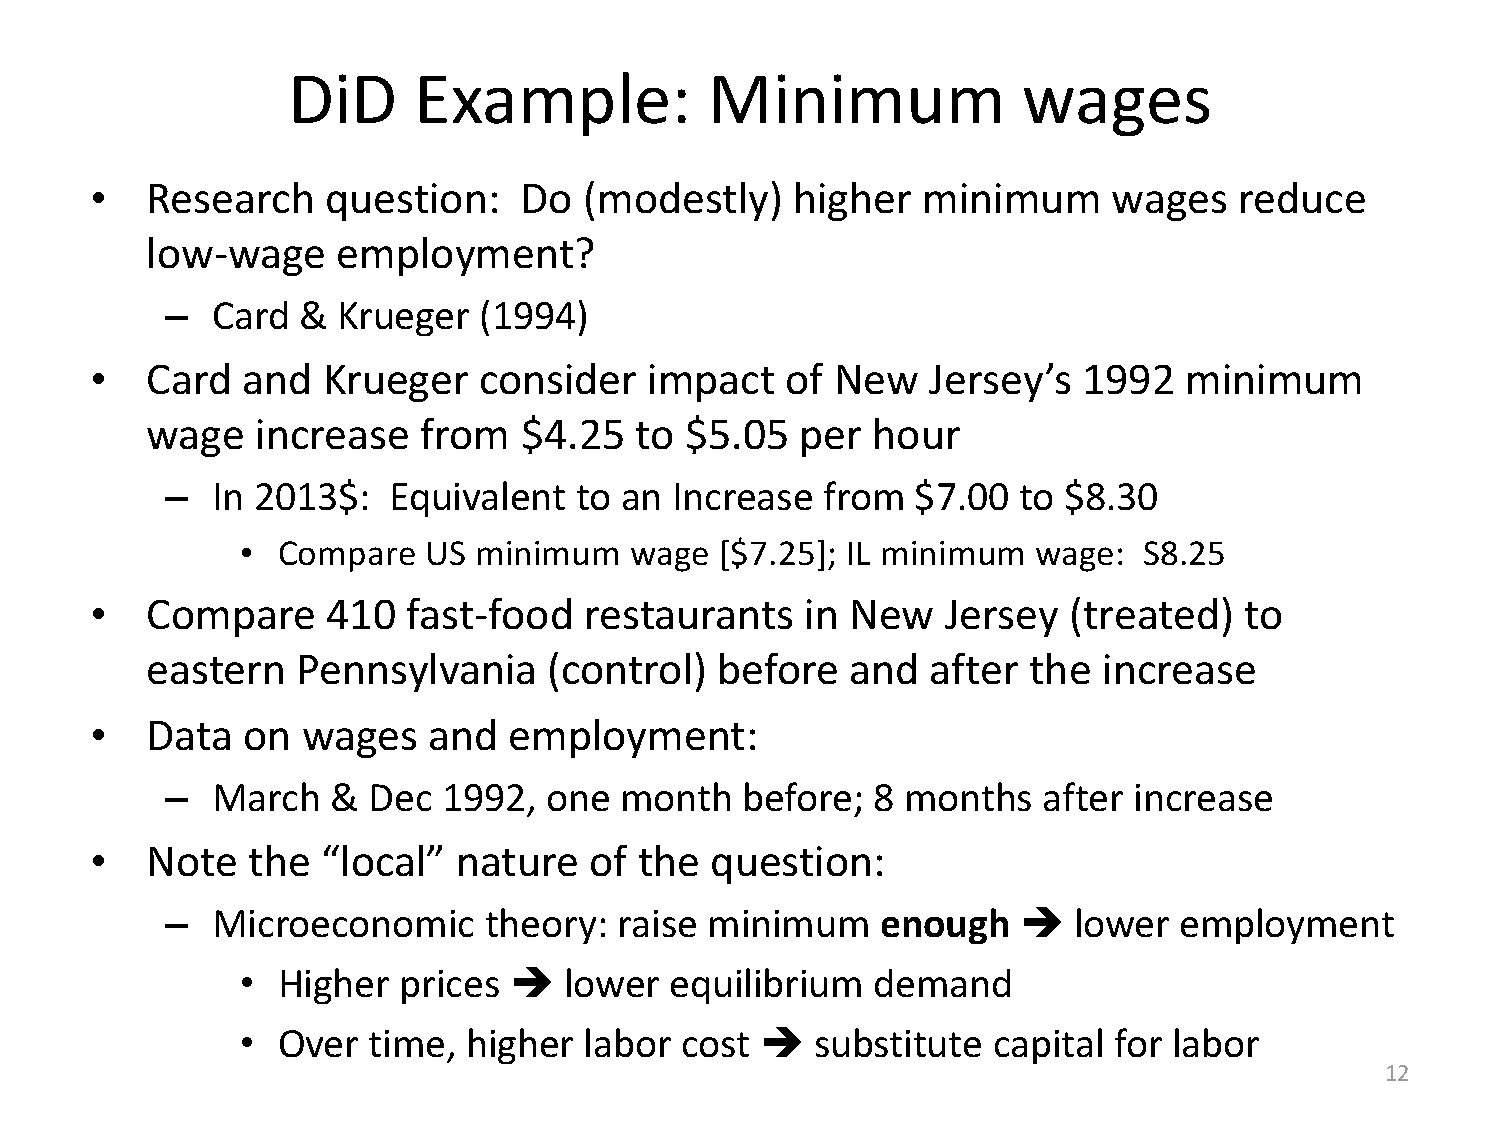 DiD Example: Minimum wages
• Research question: Do (modestly) higher minimum wages reduce
low-wage employment?
– Card & Krueger (1994)
• Card and Krueger consider impact of New Jersey’s 1992 minimum
wage increase from $4.25 to $5.05 per hour
– In 2013$: Equivalent to an Increase from $7.00 to $8.30
• Compare US minimum wage [$7.25]; IL minimum wage: S8.25
• Compare 410 fast-food restaurants in New Jersey (treated) to
eastern Pennsylvania (control) before and after the increase
• Data on wages and employment:
– March & Dec 1992, one month before; 8 months after increase
• Note the “local” nature of the question:
– Microeconomic theory: raise minimum enough ➔ lower employment
• Higher prices ➔ lower equilibrium demand
• Over time, higher labor cost ➔ substitute capital for labor
12